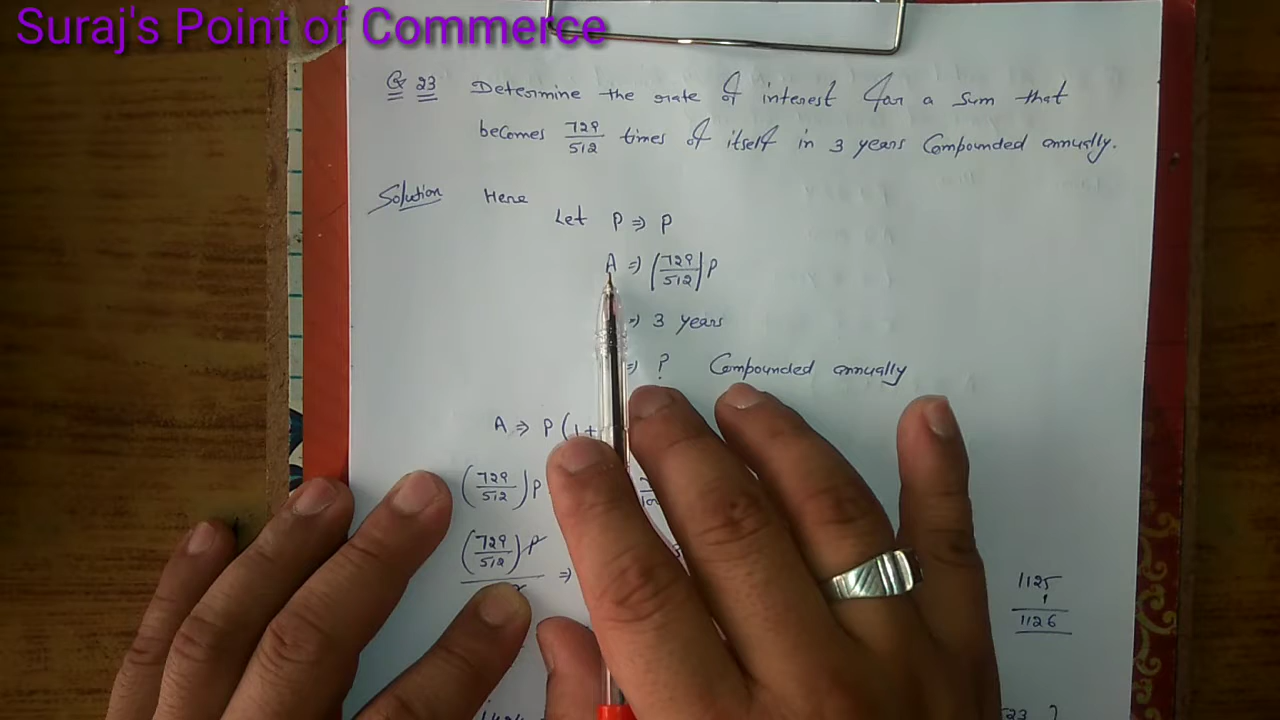 Suraj's Point of Commerce
Q 23 Determine the rate of interest for a sum that
becomes 729/512 times of itself in 3 years Compounded annually.
Solution Here
Let P ⇒ P
A ⇒ (729/512) P
⇒ 3 years
⇒ ? Compounded annually
A ⇒ P (1+
(729/512) P
(729/512) P ⇒
1125
1
1126